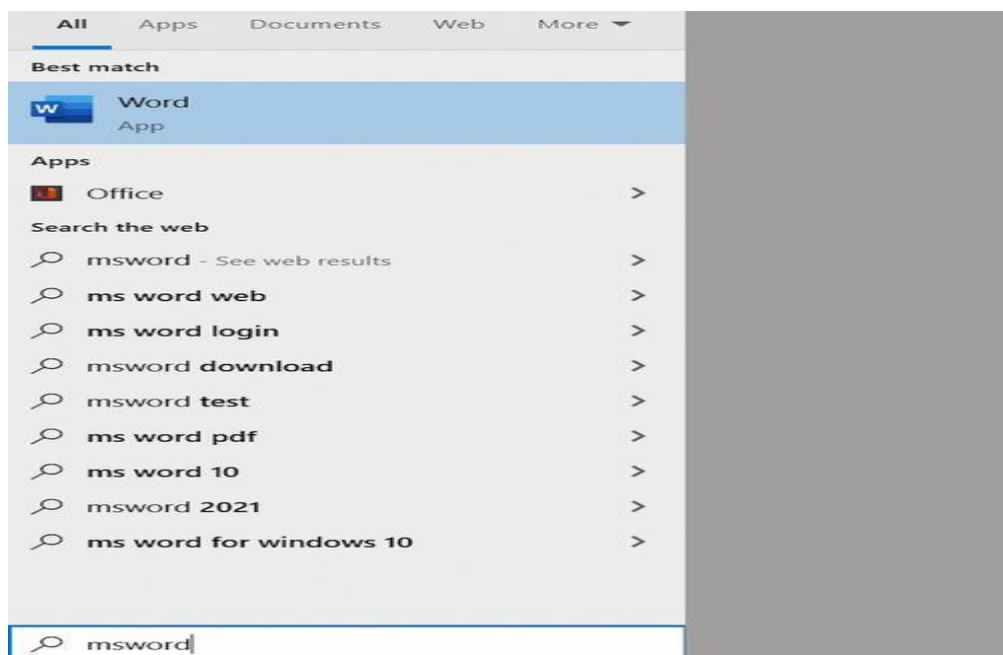 All Apps Documents Web More
Best match
W Word
App
Apps
Office
Search the web
msword - See web results
ms word web
ms word login
msword download
msword test
ms word pdf
ms word 10
msword 2021
ms word for windows 10
msword